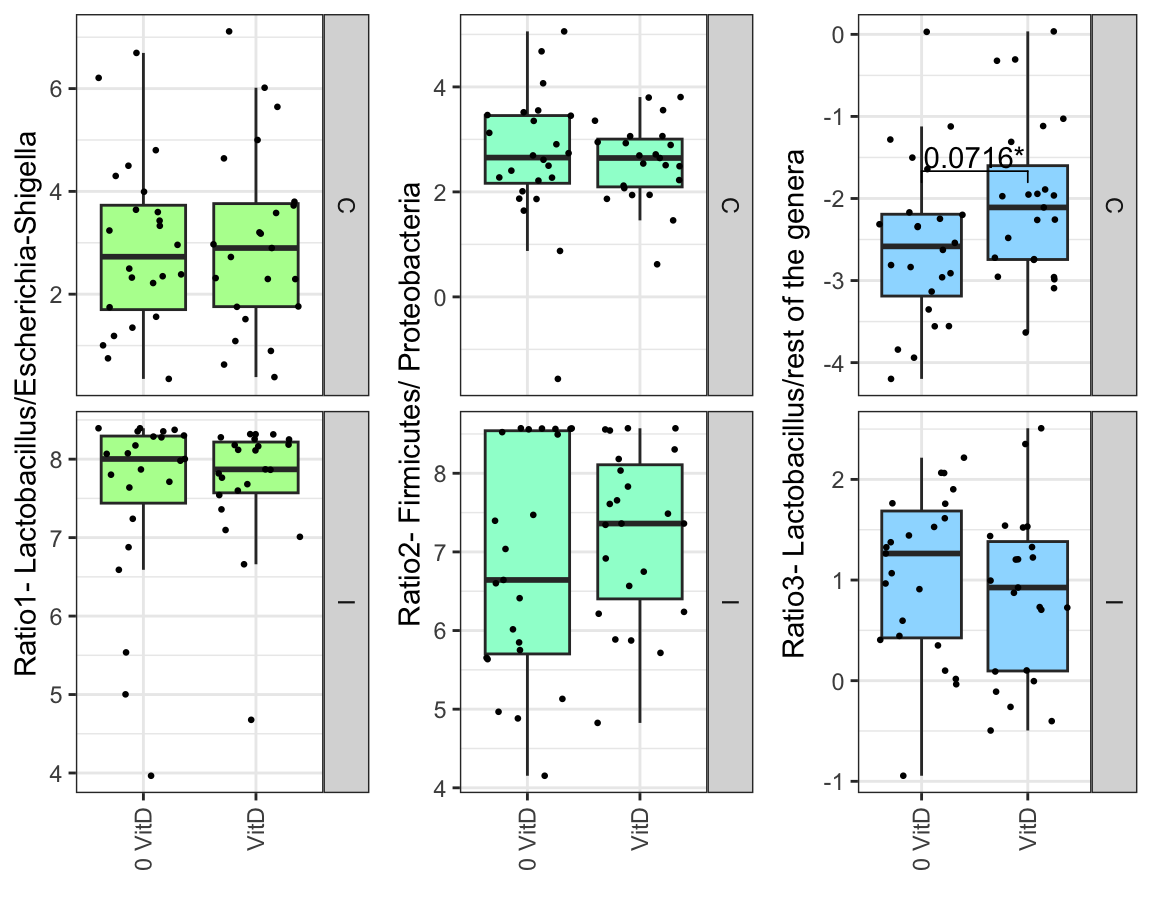 Ratio1- Lactobacillus/Escherichia-Shigella
6
4
2
C
8
7
6
5
4
I
0 VitD
VitD
Ratio2- Firmicutes/ Proteobacteria
4
2
0
C
8
7
6
5
4
I
0 VitD
VitD
Ratio3- Lactobacillus/rest of the genera
0
-1
-2
-3
-4
0.0716*
C
2
1
0
-1
I
0 VitD
VitD